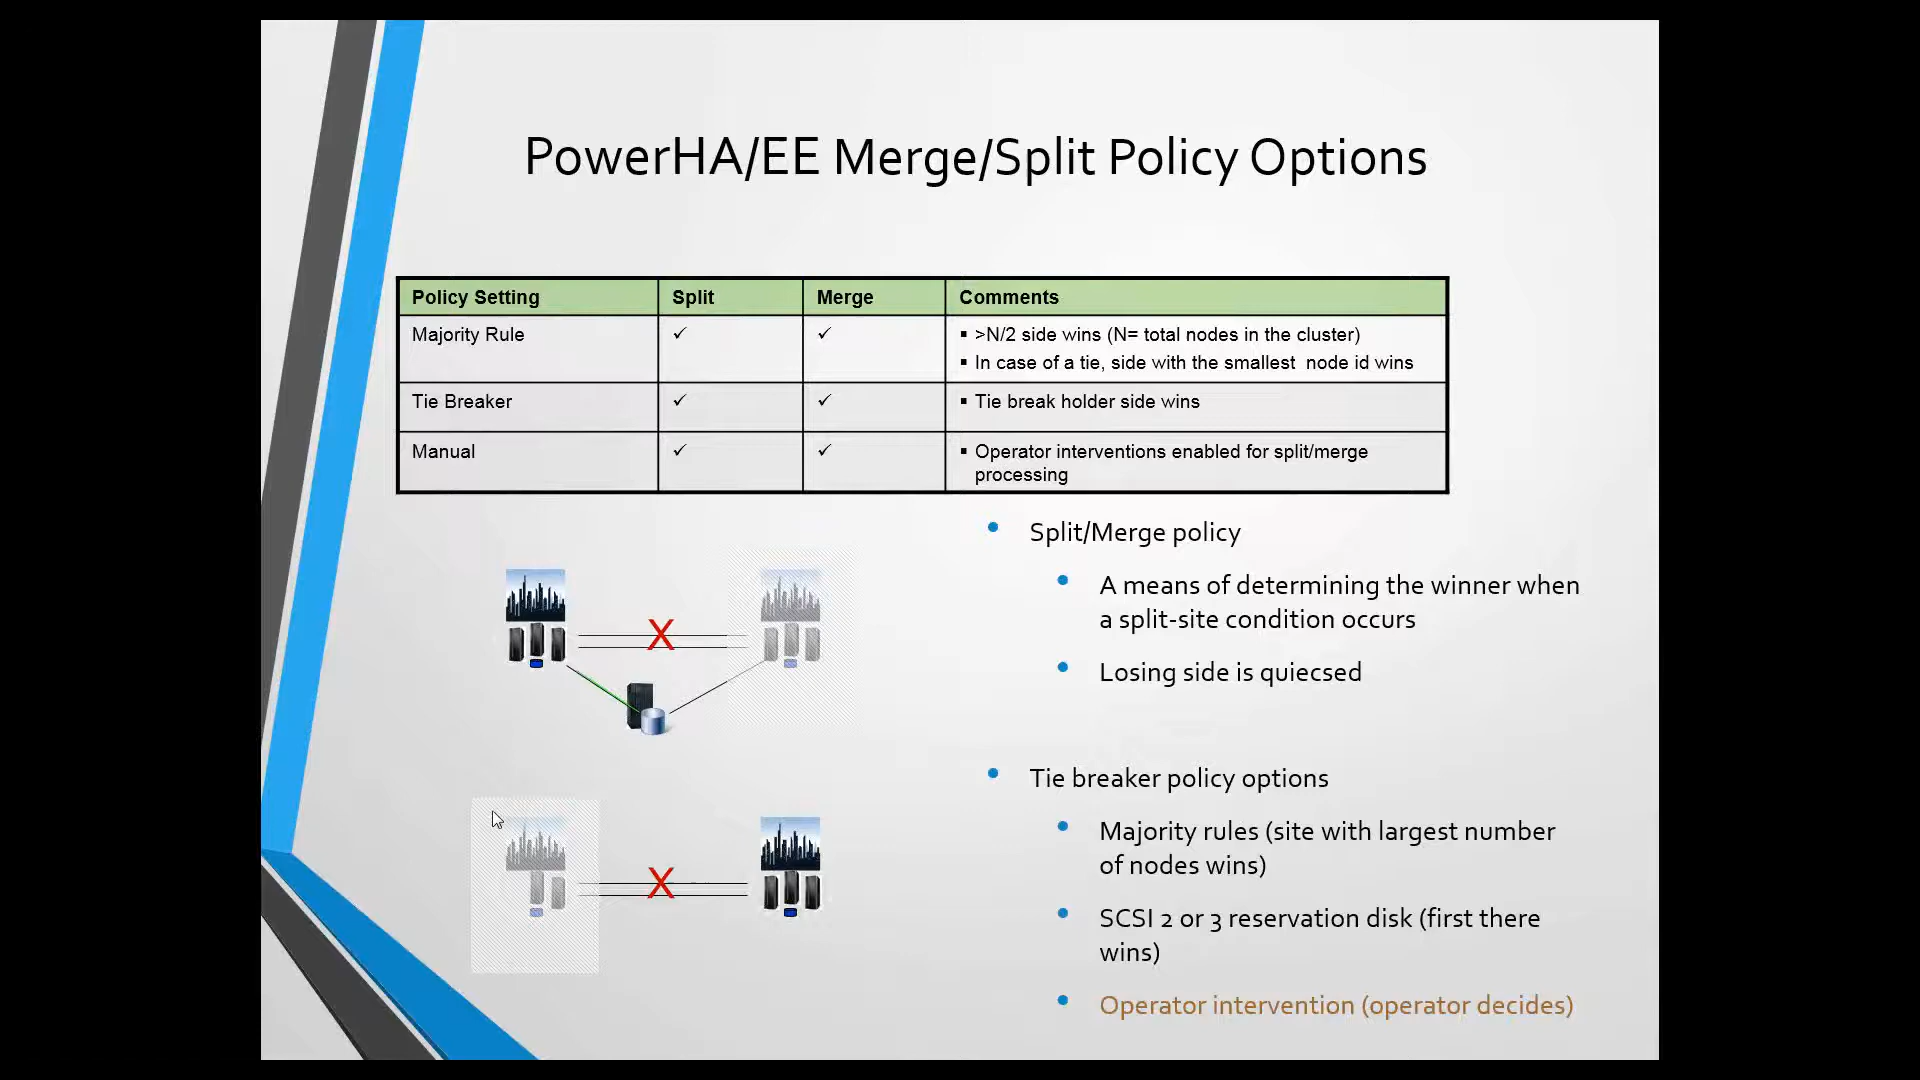 PowerHA/EE Merge/Split Policy Options
Policy Setting Split Merge Comments
Majority Rule ✓ ✓ ▪ >N/2 side wins (N= total nodes in the cluster)
▪ In case of a tie, side with the smallest node id wins
Tie Breaker ✓ ✓ ▪ Tie break holder side wins
Manual ✓ ✓ ▪ Operator interventions enabled for split/merge
processing
• Split/Merge policy
• A means of determining the winner when
a split-site condition occurs
• Losing side is quiecsed
X
• Tie breaker policy options
• Majority rules (site with largest number
of nodes wins)
• SCSI 2 or 3 reservation disk (first there
wins)
• Operator intervention (operator decides)
X